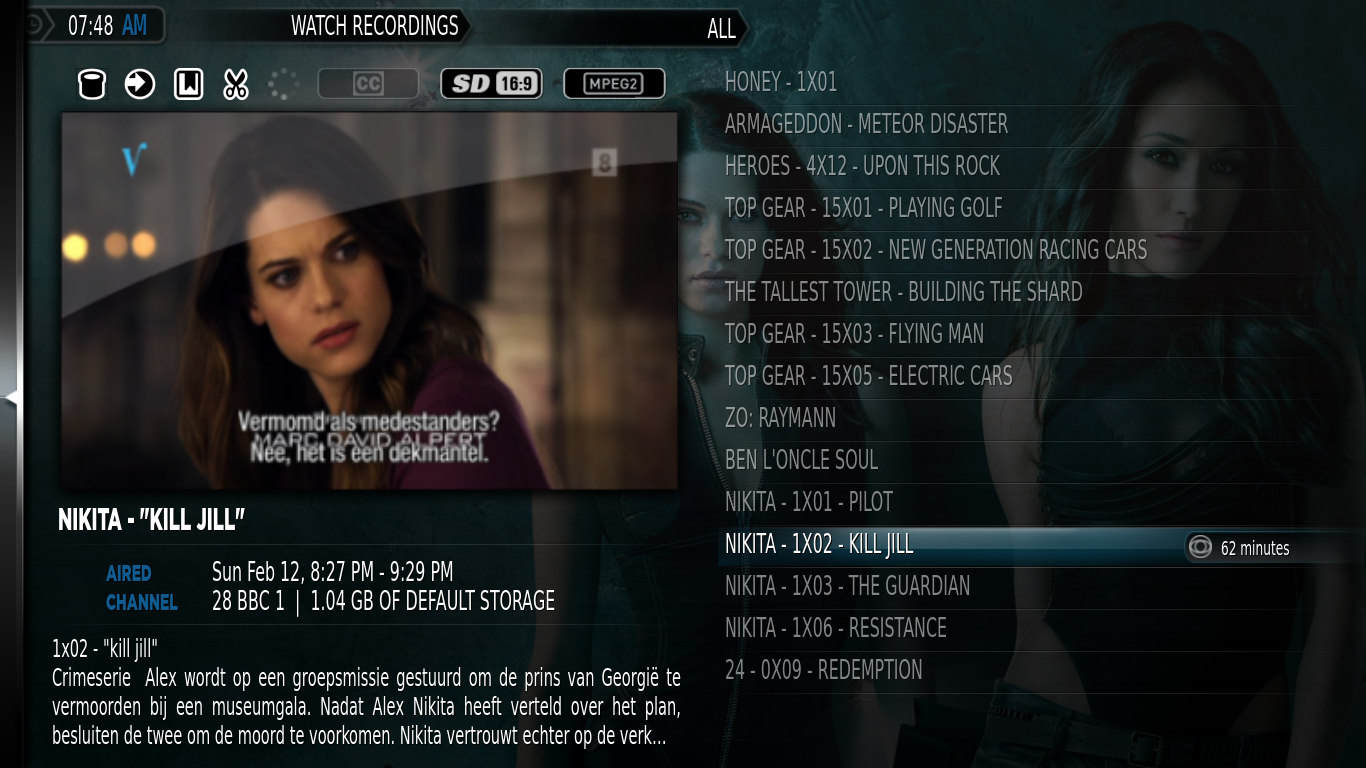 07:48 AM
WATCH RECORDINGS
ALL
CC
SD 16:9
MPEG2
V
8
Vermomd als medestanders?
MARC DAVID ALPERT
Nee, het is een dekmantel.
NIKITA - "KILL JILL"
AIRED Sun Feb 12, 8:27 PM - 9:29 PM
CHANNEL 28 BBC 1 | 1.04 GB OF DEFAULT STORAGE
1x02 - "kill jill"
Crimeserie Alex wordt op een groepsmissie gestuurd om de prins van Georgië te
vermoorden bij een museumgala. Nadat Alex Nikita heeft verteld over het plan,
besluiten de twee om de moord te voorkomen. Nikita vertrouwt echter op de verk...
HONEY - 1X01
ARMAGEDDON - METEOR DISASTER
HEROES - 4X12 - UPON THIS ROCK
TOP GEAR - 15X01 - PLAYING GOLF
TOP GEAR - 15X02 - NEW GENERATION RACING CARS
THE TALLEST TOWER - BUILDING THE SHARD
TOP GEAR - 15X03 - FLYING MAN
TOP GEAR - 15X05 - ELECTRIC CARS
ZO: RAYMANN
BEN L'ONCLE SOUL
NIKITA - 1X01 - PILOT
NIKITA - 1X02 - KILL JILL 62 minutes
NIKITA - 1X03 - THE GUARDIAN
NIKITA - 1X06 - RESISTANCE
24 - 0X09 - REDEMPTION